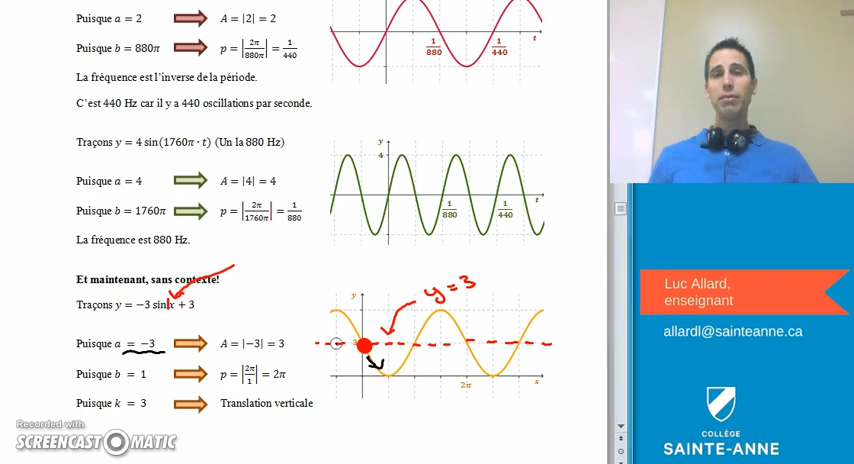 Puisque a = 2 A = |2| = 2
Puisque b = 880π p = |2π/880π| = 1/440
1/880 1/440 t
La fréquence est l'inverse de la période.
C'est 440 Hz car il y a 440 oscillations par seconde.
Traçons y = 4 sin(1760π · t) (Un la 880 Hz)
y
4
Puisque a = 4 A = |4| = 4
Puisque b = 1760π p = |2π/1760π| = 1/880
1/880 1/440 t
La fréquence est 880 Hz.
Et maintenant, sans contexte!
Traçons y = −3 sin x + 3
y
y = 3
3
Puisque a = −3 A = |−3| = 3
Puisque b = 1 p = |2π/1| = 2π
2π x
Puisque k = 3 Translation verticale
Luc Allard,
enseignant
allardl@sainteanne.ca
COLLÈGE
SAINTE-ANNE
Recorded with
SCREENCAST MATIC